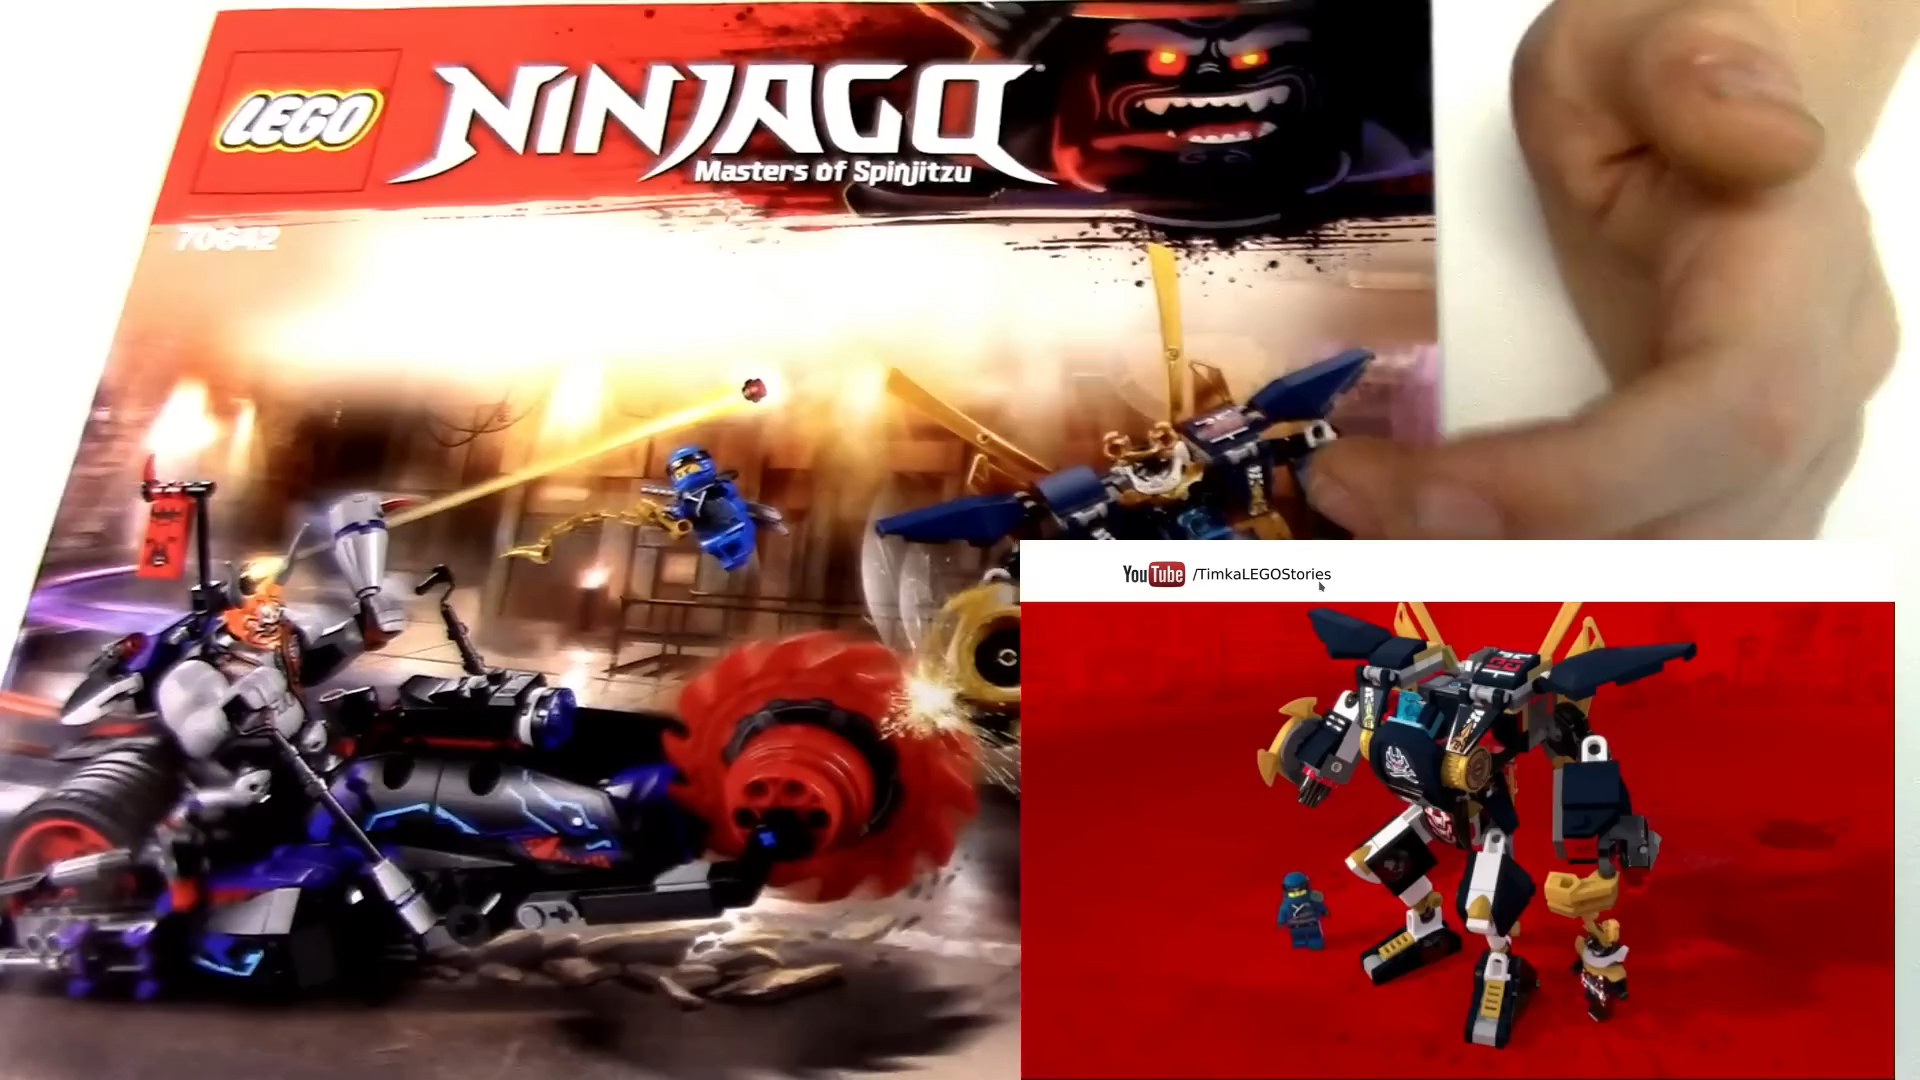 LEGO
NINJAGO
Masters of Spinjitzu
70642
YouTube /TimkaLEGOStories